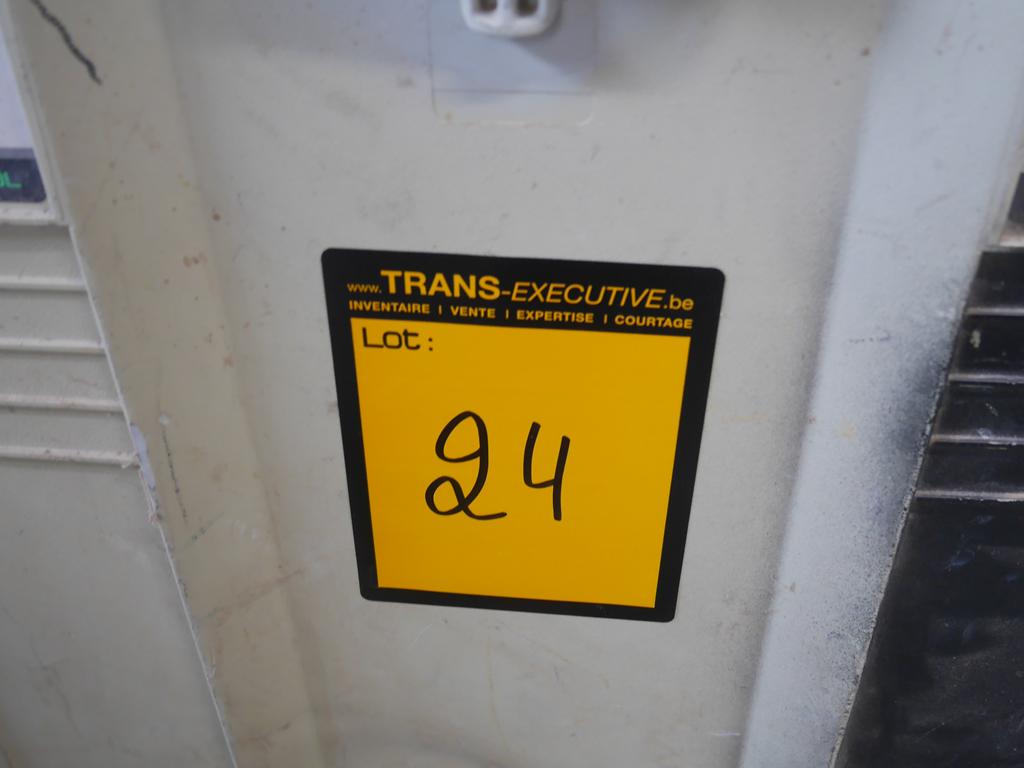 www.TRANS-EXECUTIVE.be
INVENTAIRE | VENTE | EXPERTISE | COURTAGE
Lot:
24